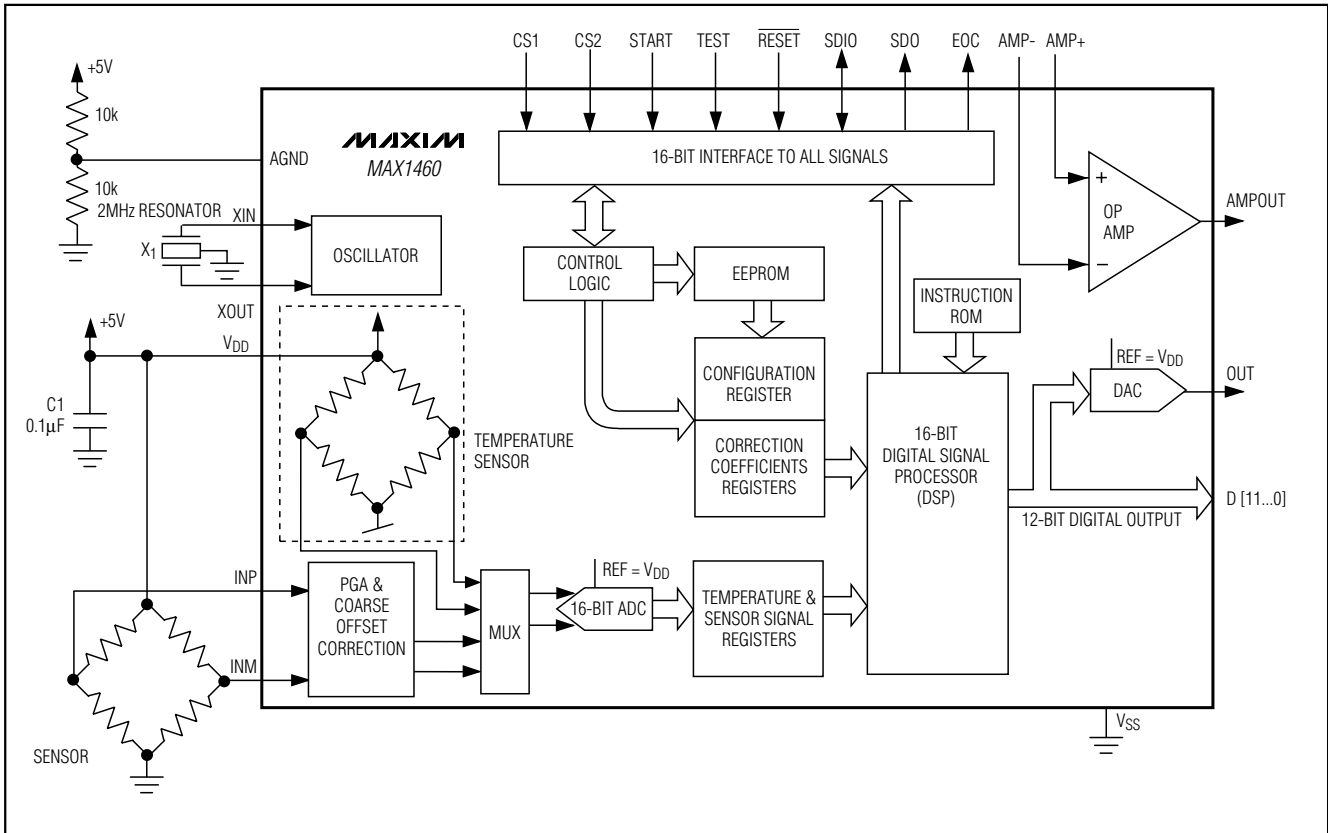 CS1 CS2 START TEST RESET SDIO SDO EOC AMP- AMP+
+5V
10k
MAXIM
MAX1460
16-BIT INTERFACE TO ALL SIGNALS
AGND
10k
2MHz RESONATOR
XIN
X1
OSCILLATOR
XOUT
+
OP
AMP
−
AMPOUT
CONTROL
LOGIC
EEPROM
INSTRUCTION
ROM
+5V
VDD
C1
0.1µF
TEMPERATURE
SENSOR
CONFIGURATION
REGISTER
CORRECTION
COEFFICIENTS
REGISTERS
16-BIT
DIGITAL SIGNAL
PROCESSOR
(DSP)
REF = VDD
DAC
OUT
12-BIT DIGITAL OUTPUT
D [11...0]
INP
PGA &
COARSE
OFFSET
CORRECTION
MUX
REF = VDD
16-BIT ADC
TEMPERATURE &
SENSOR SIGNAL
REGISTERS
INM
SENSOR
VSS